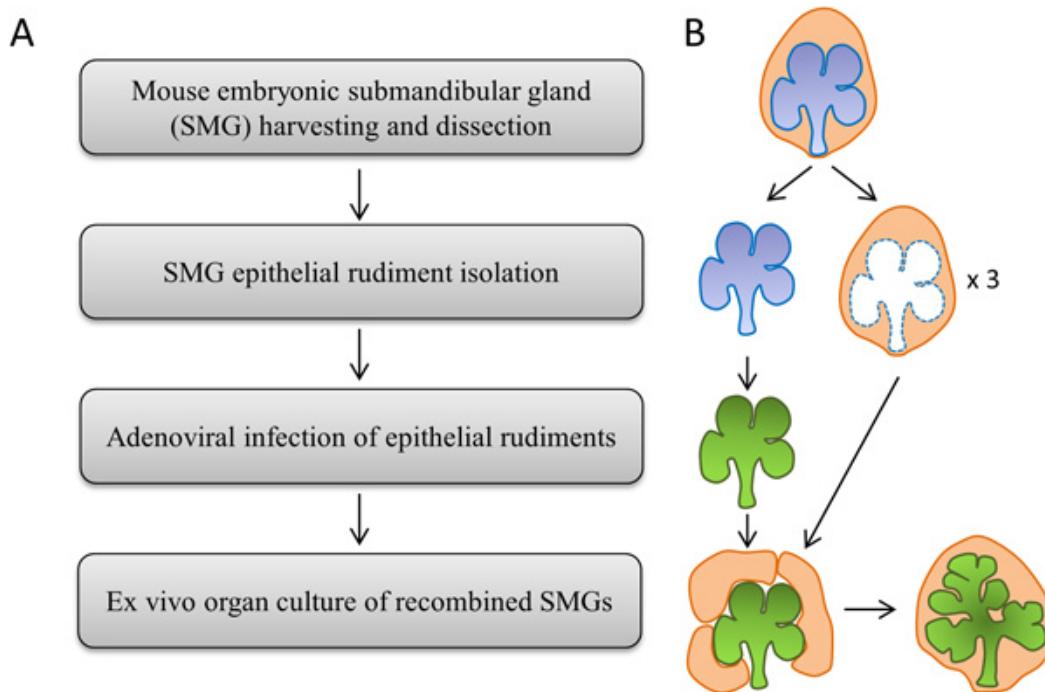 A
Mouse embryonic submandibular gland
(SMG) harvesting and dissection
SMG epithelial rudiment isolation
Adenoviral infection of epithelial rudiments
Ex vivo organ culture of recombined SMGs
B
x 3